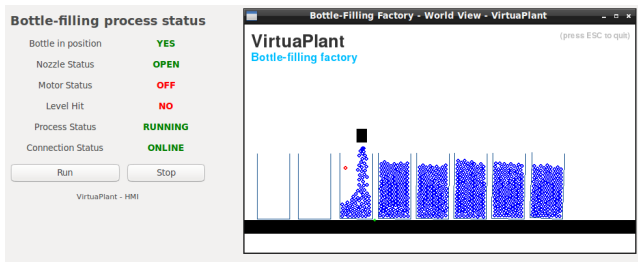 Bottle-filling process status
Bottle in position YES
Nozzle Status OPEN
Motor Status OFF
Level Hit NO
Process Status RUNNING
Connection Status ONLINE
Run Stop
VirtuaPlant - HMI
Bottle-Filling Factory - World View - VirtuaPlant
VirtuaPlant
(press ESC to quit)
Bottle-filling factory